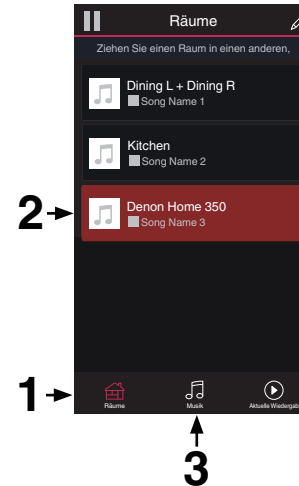 Räume
Ziehen Sie einen Raum in einen anderen,
Dining L + Dining R
Song Name 1
Kitchen
Song Name 2
2
Denon Home 350
Song Name 3
1
Räume
Musik
Aktuelle Wiedergab
3